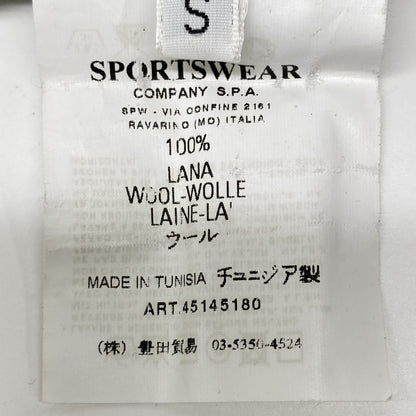 S
SPORTSWEAR
COMPANY S.P.A.
SPW - VIA CONFINE 2161
RAVARINO (MO) ITALIA
100%
LANA
WOOL-WOLLE
LAINE-LA'
ウール
MADE IN TUNISIA チュニジア製
ART.45145180
(株) 豊田貿易 03-5350-4524